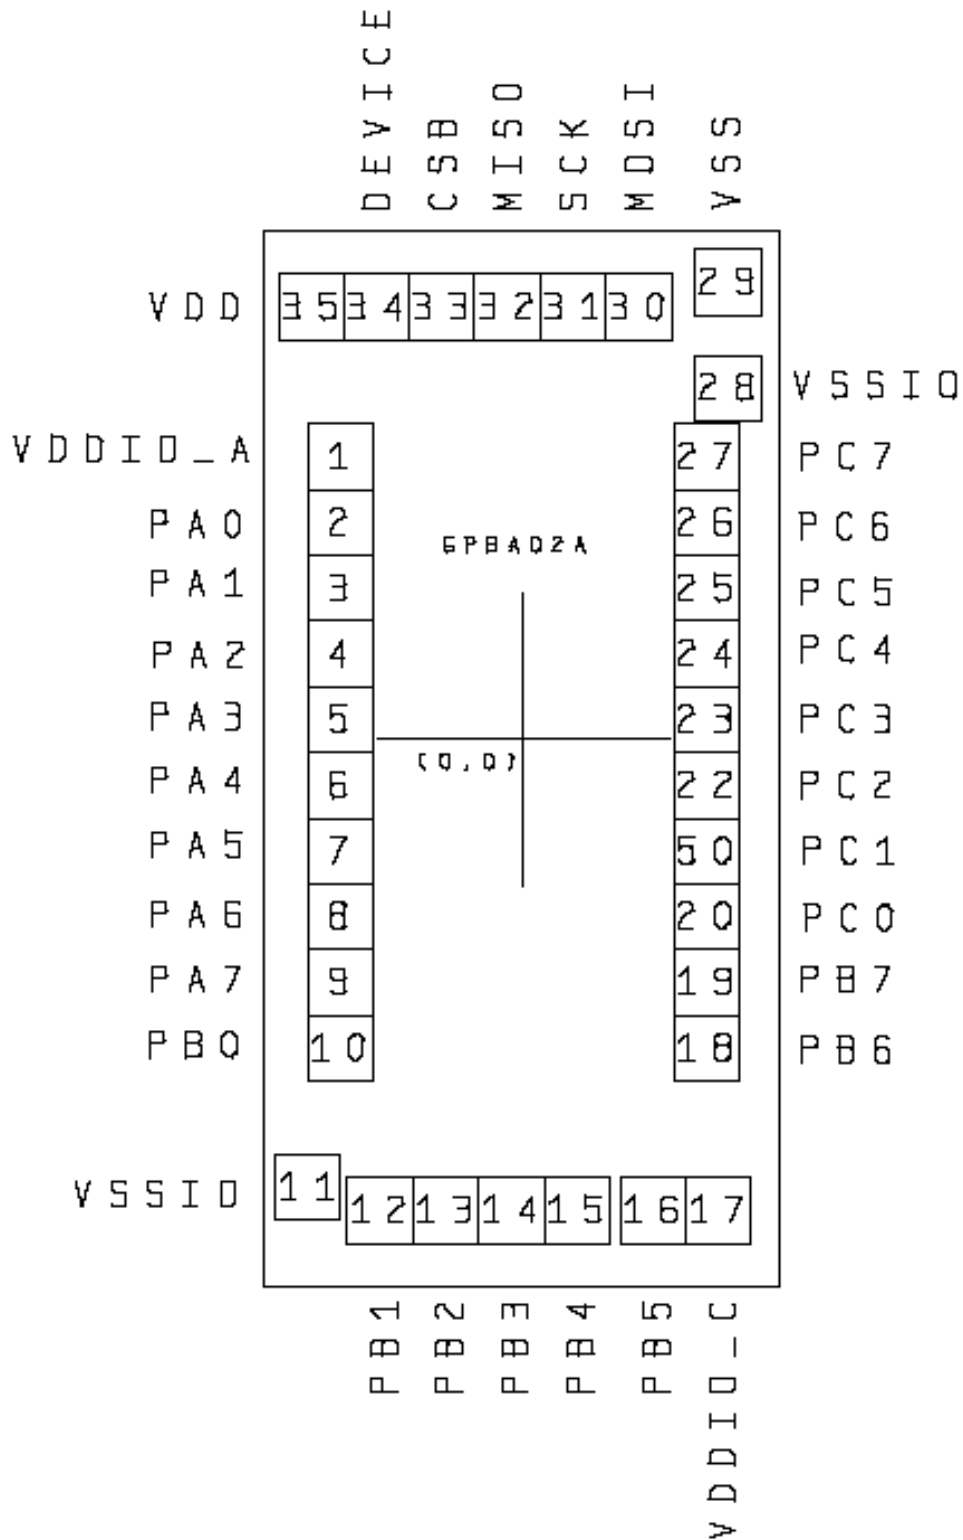 DEVICE CSB MISO SCK MOSI VSS
VDD 35 34 33 32 31 30 29
28 VSSIO
VDDIO_A 1 27 PC7
PA0 2 26 PC6
GPBA02A
PA1 3 25 PC5
PA2 4 24 PC4
PA3 5 23 PC3
(0,0)
PA4 6 22 PC2
PA5 7 50 PC1
PA6 8 20 PC0
PA7 9 19 PB7
PB0 10 18 PB6
VSSIO 11 12 13 14 15 16 17
PB1 PB2 PB3 PB4 PB5 VDDIO_C